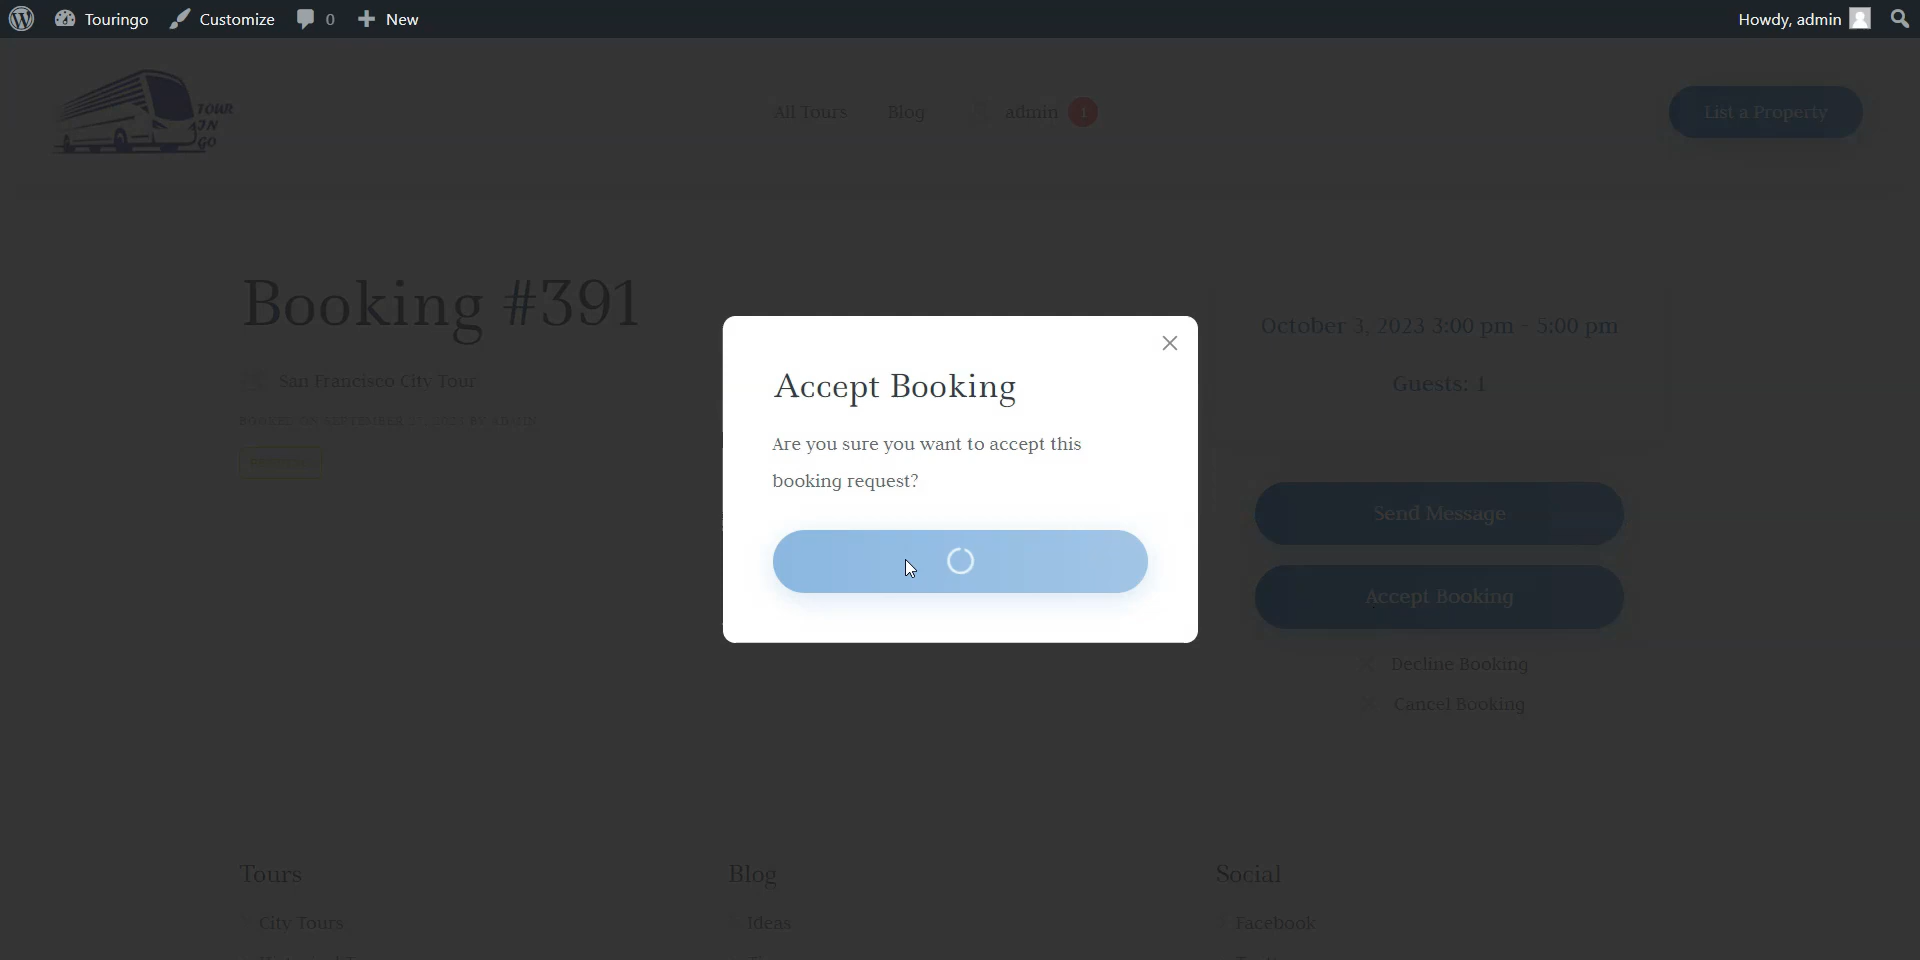 Touringo
Customize
0
New
Howdy, admin
TOUR
IN
GO
All Tours
Blog
admin
1
List a Property
Booking #391
San Francisco City Tour
October 3, 2023 3:00 pm - 5:00 pm
Guests: 1
Send Message
Accept Booking
Decline Booking
Cancel Booking
Accept Booking
Are you sure you want to accept this
booking request?
Tours
City Tours
Blog
Ideas
Social
Facebook